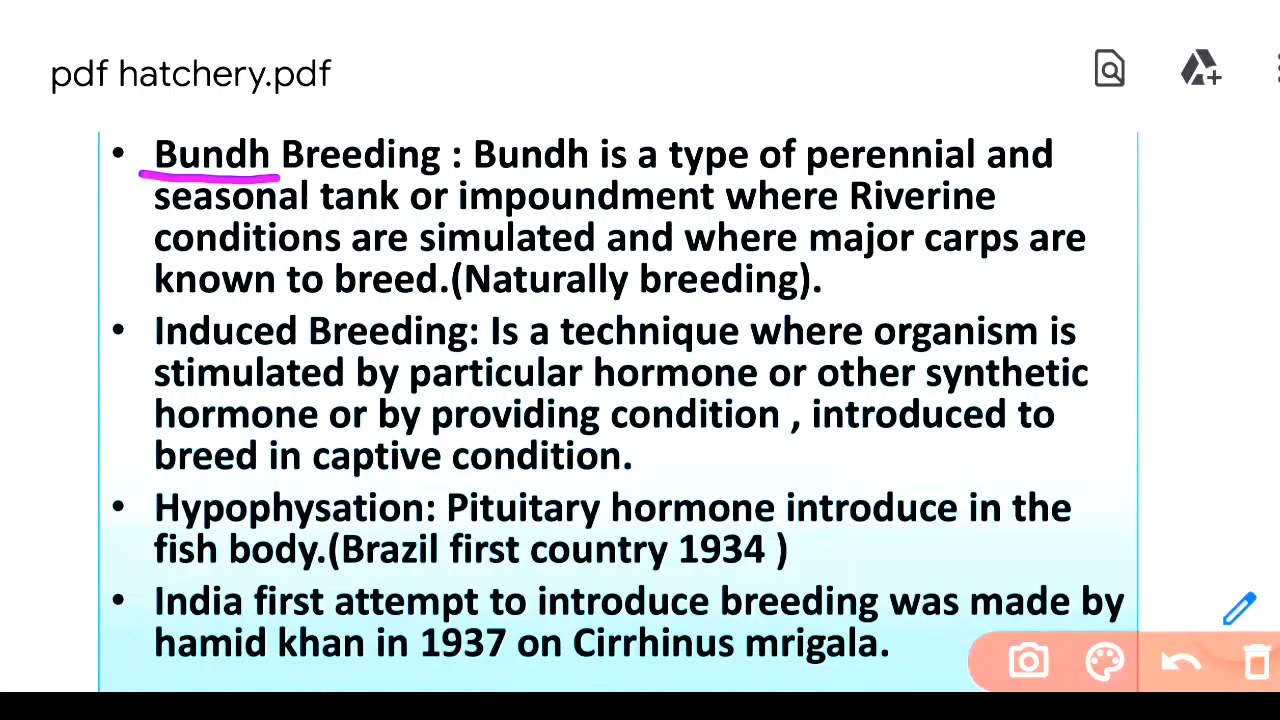 pdf hatchery.pdf
• Bundh Breeding : Bundh is a type of perennial and
seasonal tank or impoundment where Riverine
conditions are simulated and where major carps are
known to breed.(Naturally breeding).
• Induced Breeding: Is a technique where organism is
stimulated by particular hormone or other synthetic
hormone or by providing condition , introduced to
breed in captive condition.
• Hypophysation: Pituitary hormone introduce in the
fish body.(Brazil first country 1934 )
• India first attempt to introduce breeding was made by
hamid khan in 1937 on Cirrhinus mrigala.